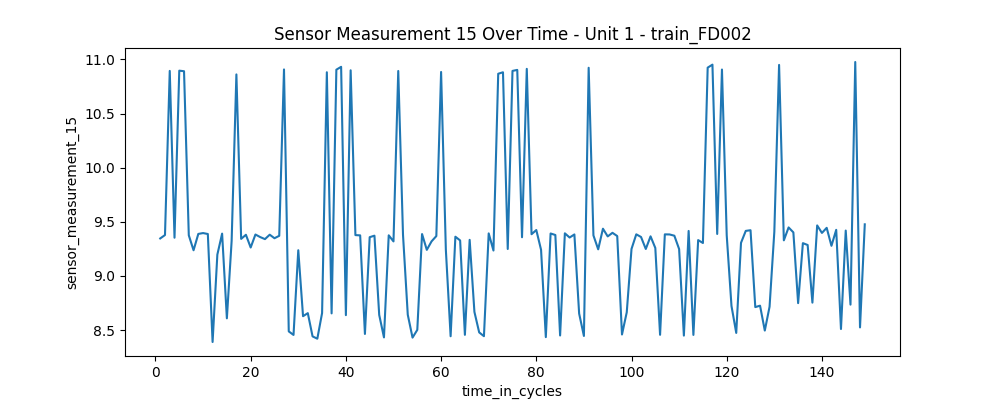 Sensor Measurement 15 Over Time - Unit 1 - train_FD002
11.0
10.5
10.0
9.5
9.0
8.5
sensor_measurement_15
0 20 40 60 80 100 120 140
time_in_cycles